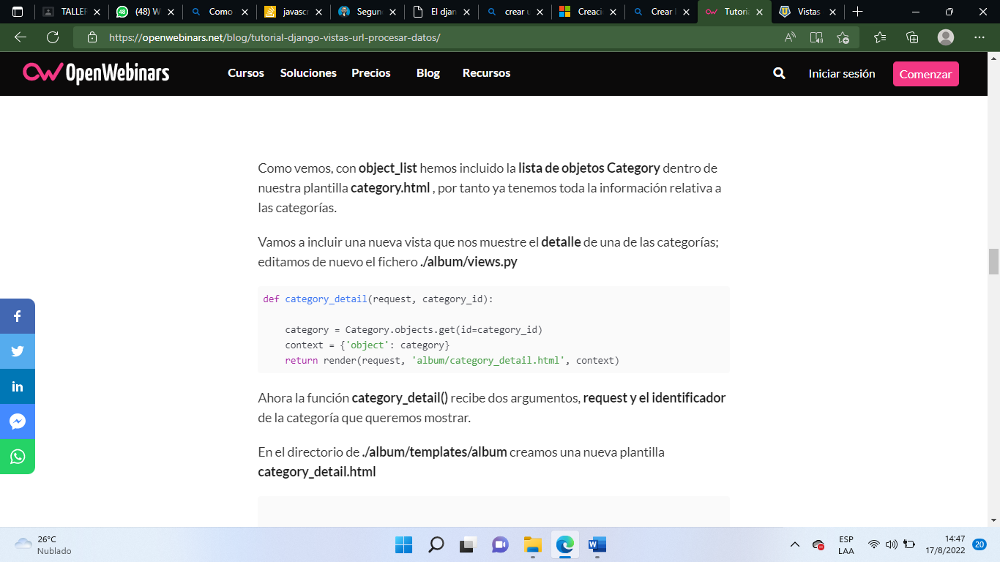 TALLER
(48) W
48
Como
javascr
Segun
El djan
crear u
Creaci
Crear
Tutoria
Vistas
https://openwebinars.net/blog/tutorial-django-vistas-url-procesar-datos/
OpenWebinars
Cursos
Soluciones
Precios
Blog
Recursos
Iniciar sesión
Comenzar
Como vemos, con object_list hemos incluido la lista de objetos Category dentro de
nuestra plantilla category.html , por tanto ya tenemos toda la información relativa a
las categorías.
Vamos a incluir una nueva vista que nos muestre el detalle de una de las categorías;
editamos de nuevo el fichero ./album/views.py
def category_detail(request, category_id):
category = Category.objects.get(id=category_id)
context = {'object': category}
return render(request, 'album/category_detail.html', context)
Ahora la función category_detail() recibe dos argumentos, request y el identificador
de la categoría que queremos mostrar.
En el directorio de ./album/templates/album creamos una nueva plantilla
category_detail.html
26°C
Nublado
ESP
LAA
14:47
17/8/2022
20